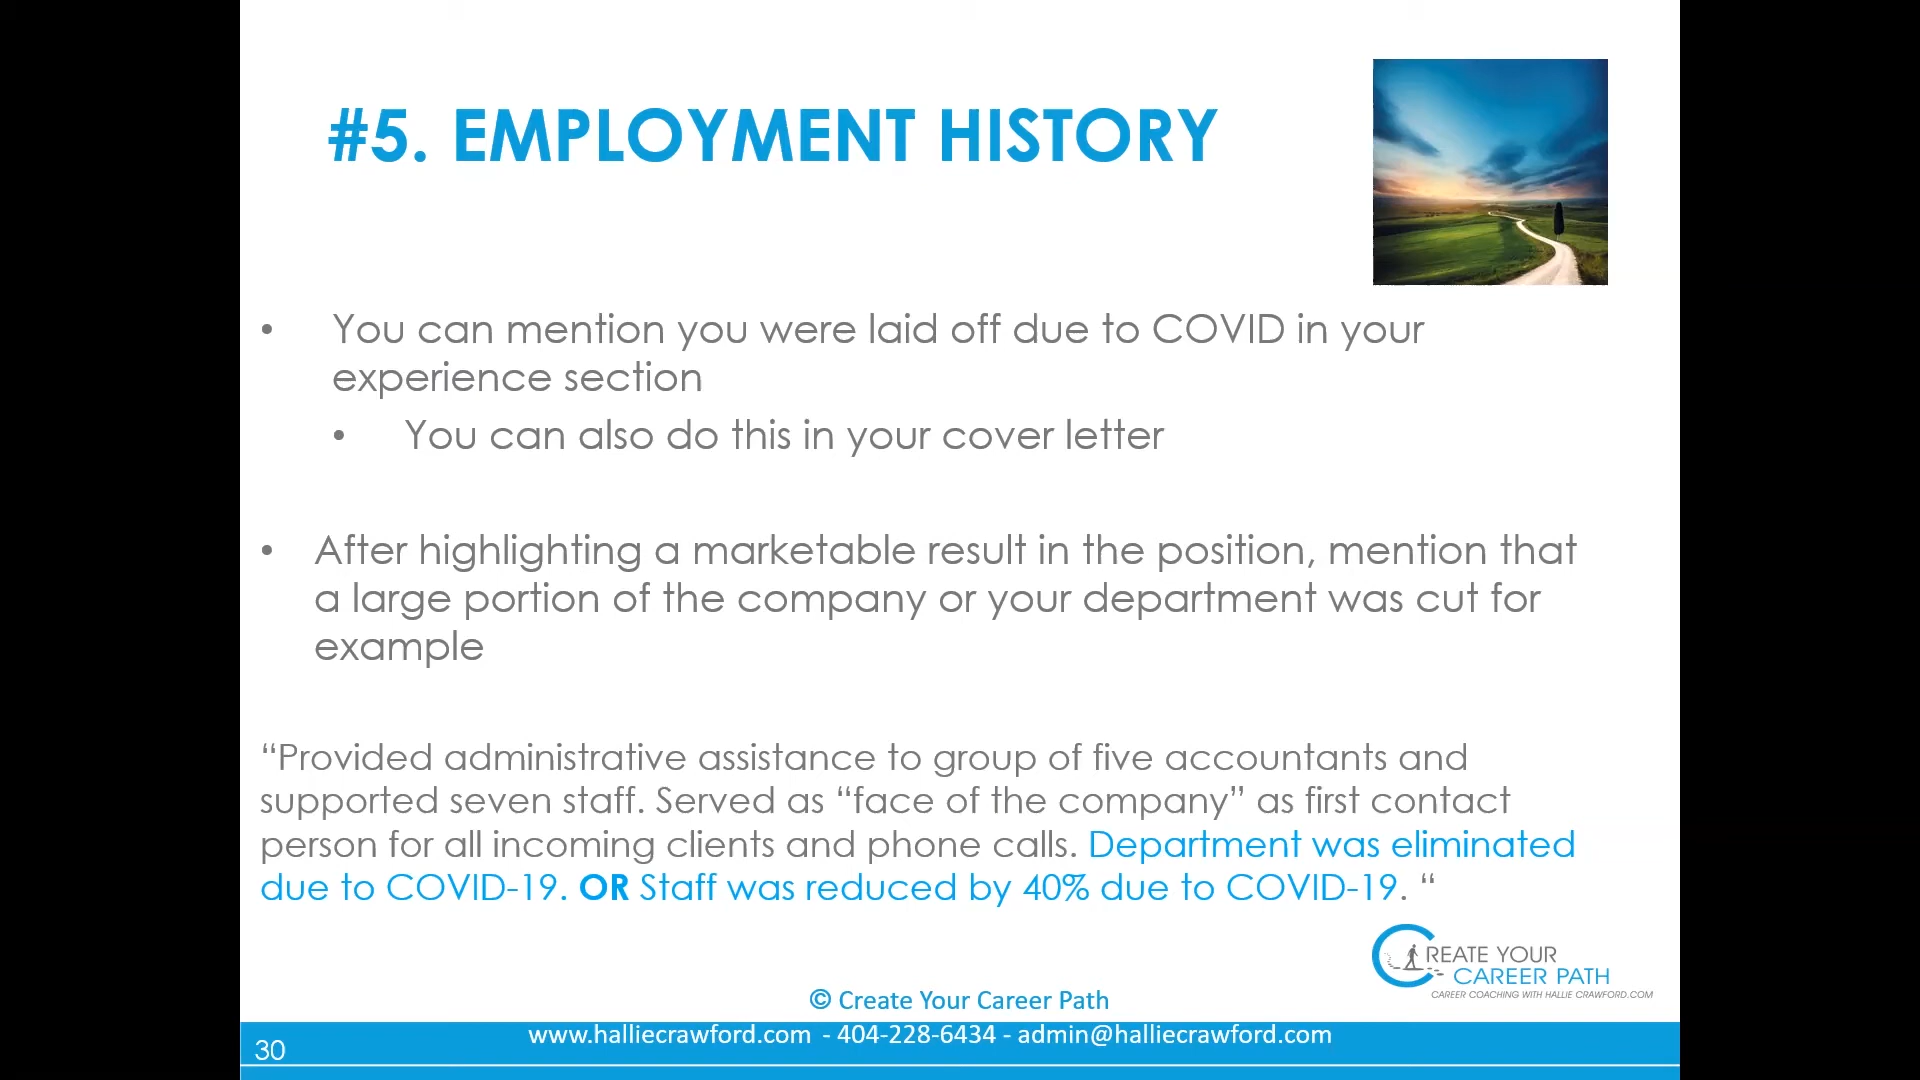 #5. EMPLOYMENT HISTORY
• You can mention you were laid off due to COVID in your
experience section
• You can also do this in your cover letter
• After highlighting a marketable result in the position, mention that
a large portion of the company or your department was cut for
example
“Provided administrative assistance to group of five accountants and
supported seven staff. Served as “face of the company” as first contact
person for all incoming clients and phone calls. Department was eliminated
due to COVID-19. OR Staff was reduced by 40% due to COVID-19. “
CREATE YOUR
CAREER PATH
CAREER COACHING WITH HALLIE CRAWFORD.COM
© Create Your Career Path
www.halliecrawford.com - 404-228-6434 - admin@halliecrawford.com
30